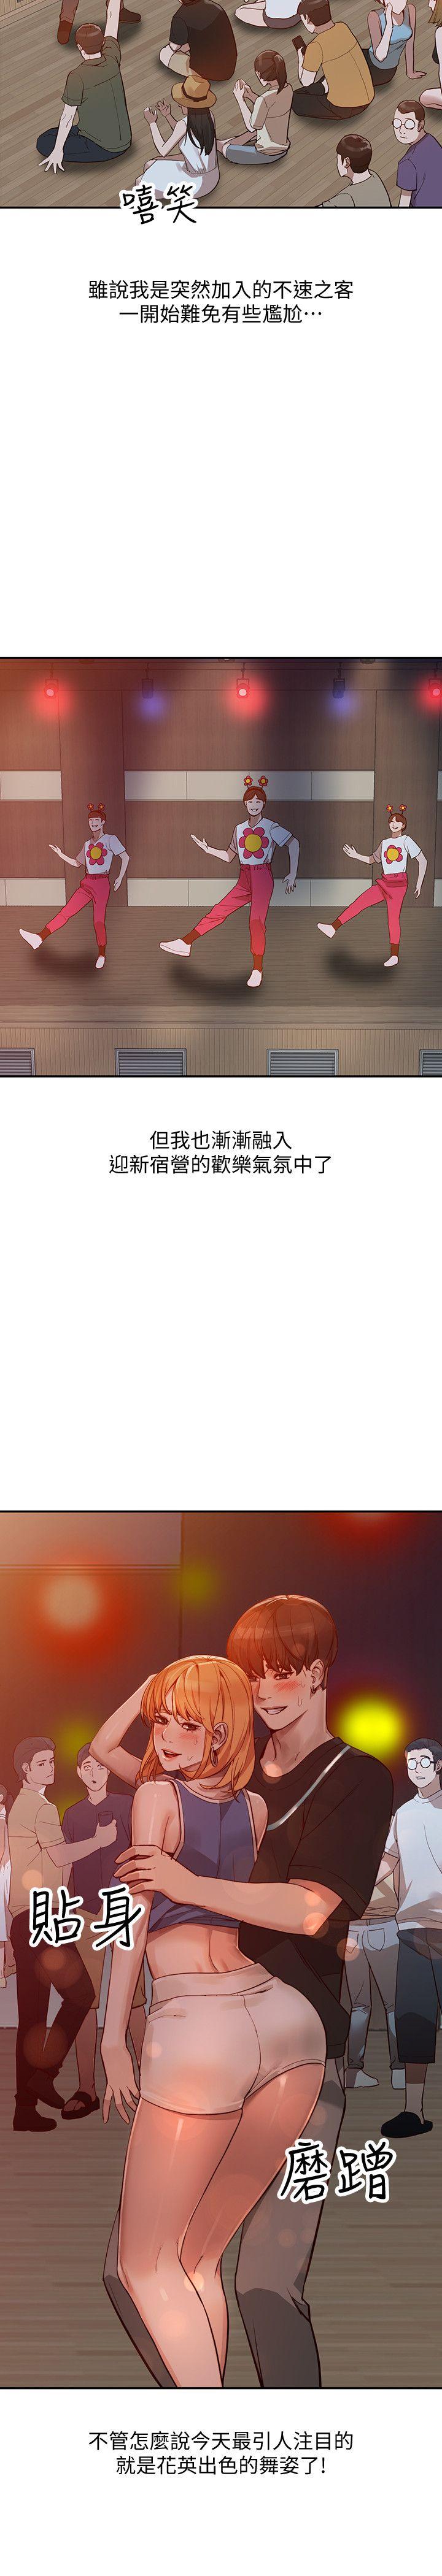 嘻笑
雖說我是突然加入的不速之客
一開始難免有些尷尬⋯
但我也漸漸融入
迎新宿營的歡樂氣氛中了
貼身
磨蹭
不管怎麼說今天最引人注目的
就是花英出色的舞姿了!